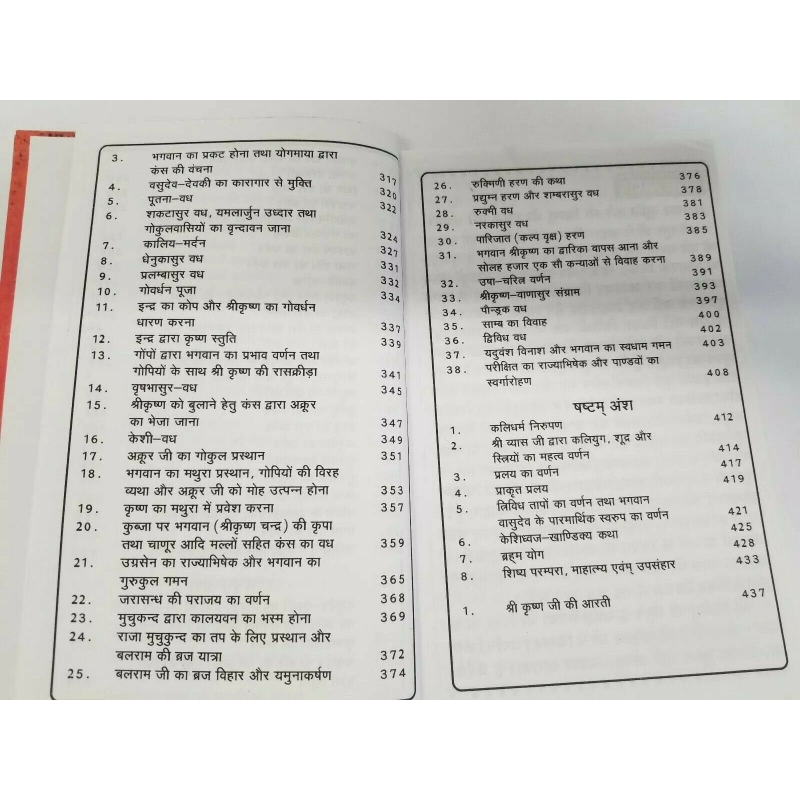 3. भगवान का प्रकट होना तथा योगमाया द्वारा
कंस की वंचना 317
4. वसुदेव–देवकी का कारागार से मुक्ति 320
5. पूतना–वध 322
6. शकटासुर वध, यमलार्जुन उध्दार तथा
गोकुलवासियों का वृन्दावन जाना 324
7. कालिय–मर्दन 327
8. धेनुकासुर वध 331
9. प्रलम्बासुर वध 332
10. गोवर्धन पूजा 334
11. इन्द्र का कोप और श्रीकृष्ण का गोवर्धन
धारण करना 337
12. इन्द्र द्वारा कृष्ण स्तुति 339
13. गोंपों द्वारा भगवान का प्रभाव वर्णन तथा
गोपियों के साथ श्री कृष्ण की रासक्रीड़ा 341
14. वृषभासुर–वध 345
15. श्रीकृष्ण को बुलाने हेतु कंस द्वारा अक्रूर
का भेजा जाना 347
16. केशी–वध 349
17. अक्रूर जी का गोकुल प्रस्थान 351
18. भगवान का मथुरा प्रस्थान, गोपियों की विरह
व्यथा और अक्रूर जी को मोह उत्पन्न होना 353
19. कृष्ण का मथुरा में प्रवेश करना 357
20. कुब्जा पर भगवान (श्रीकृष्ण चन्द्र) की कृपा
तथा चाणूर आदि मल्लों सहित कंस का वध 359
21. उग्रसेन का राज्याभिषेक और भगवान का
गुरुकुल गमन 365
22. जरासन्ध की पराजय का वर्णन 368
23. मुचुकन्द द्वारा कालयवन का भस्म होना 369
24. राजा मुचुकुन्द का तप के लिए प्रस्थान और
बलराम की ब्रज यात्रा 372
25. बलराम जी का ब्रज विहार और यमुनाकर्षण 374
26. रुक्मिणी हरण की कथा 376
27. प्रद्युम्न हरण और शम्बरासुर वध 378
28. रुक्मी वध 381
29. नरकासुर वध 383
30. पारिजात (कल्प वृक्ष) हरण 385
31. भगवान श्रीकृष्ण का द्वारिका वापस आना और
सोलह हजार एक सौ कन्याओं से विवाह करना 389
32. उषा–चरित्र वर्णन 391
33. श्रीकृष्ण–वाणासुर संग्राम 393
34. पौन्ड्रक वध 397
35. साम्ब का विवाह 400
36. द्विविध वध 402
37. यदुवंश विनाश और भगवान का स्वधाम गमन 403
38. परीक्षित का राज्याभिषेक और पाण्डवों का
स्वर्गारोहण 408
षष्टम् अंश
1. कलिधर्म निरुपण 412
2. श्री व्यास जी द्वारा कलियुग, शूद्र और
स्त्रियों का महत्व वर्णन 414
3. प्रलय का वर्णन 417
4. प्राकृत प्रलय 419
5. त्रिविध तापों का वर्णन तथा भगवान
वासुदेव के पारमार्थिक स्वरुप का वर्णन 421
6. केशिध्वज–खाण्डिक्य कथा 425
7. ब्रह्म योग 428
8. शिष्य परम्परा, माहात्म्य एंवम् उपसंहार 433
1. श्री कृष्ण जी की आरती 437